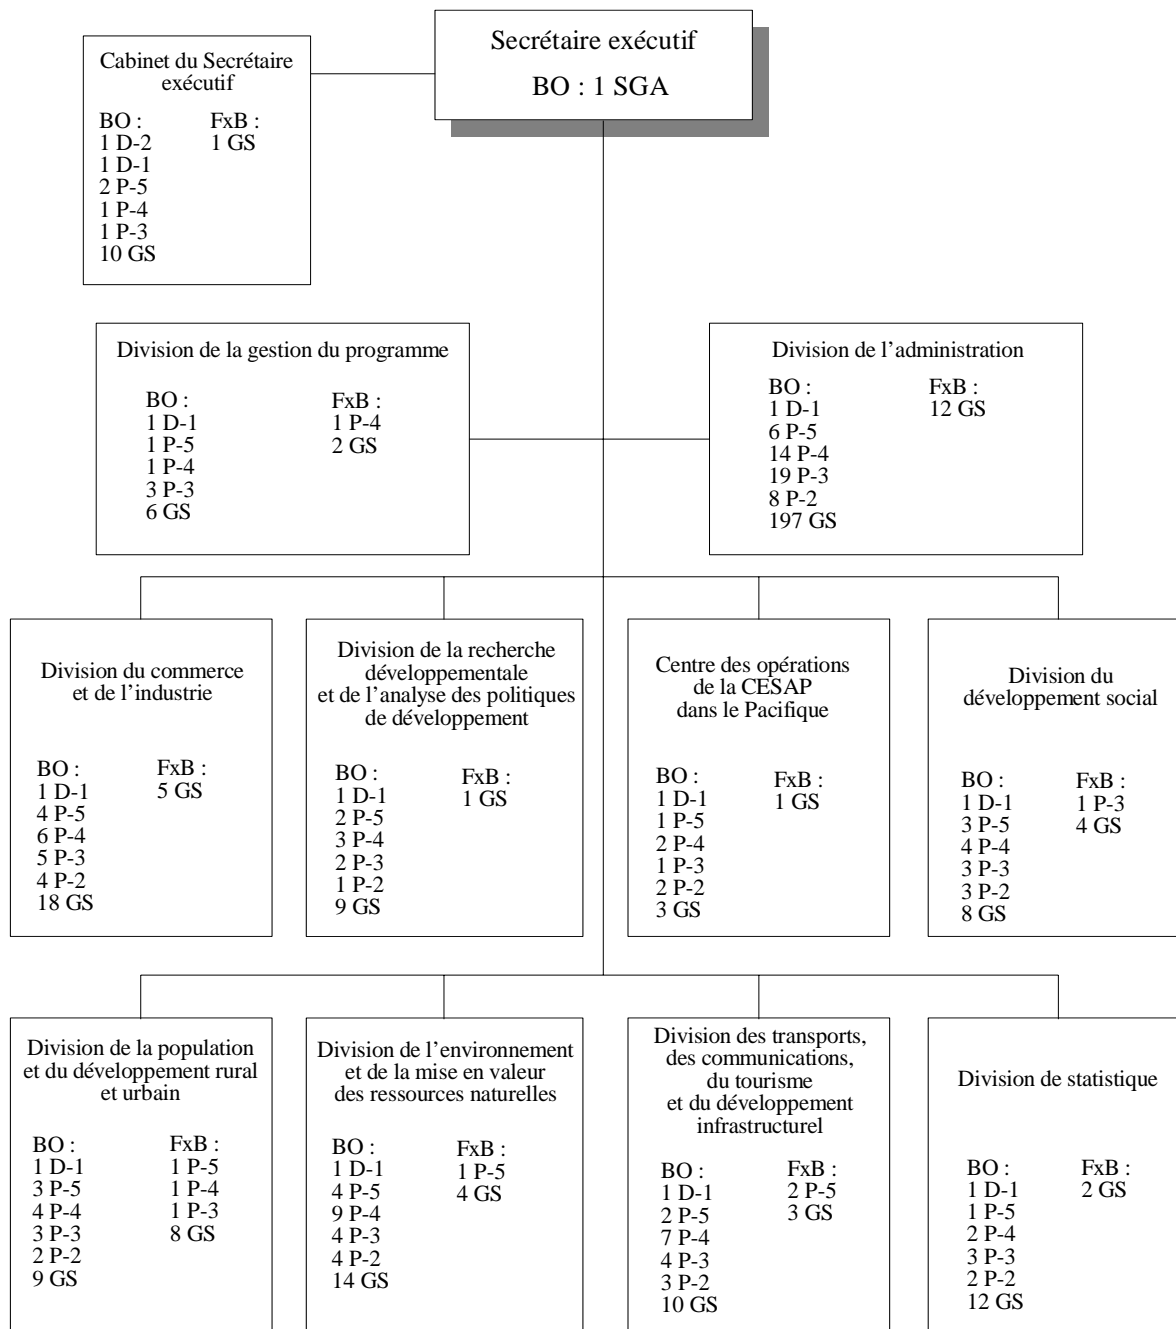 Secrétaire exécutif
BO : 1 SGA
Cabinet du Secrétaire
exécutif
BO :
1 D-2
1 D-1
2 P-5
1 P-4
1 P-3
10 GS
FxB :
1 GS
Division de la gestion du programme
BO :
1 D-1
1 P-5
1 P-4
3 P-3
6 GS
FxB :
1 P-4
2 GS
Division de l’administration
BO :
1 D-1
6 P-5
14 P-4
19 P-3
8 P-2
197 GS
FxB :
12 GS
Division du commerce
et de l’industrie
BO :
1 D-1
4 P-5
6 P-4
5 P-3
4 P-2
18 GS
FxB :
5 GS
Division de la recherche
développementale
et de l’analyse des politiques
de développement
BO :
1 D-1
2 P-5
3 P-4
2 P-3
1 P-2
9 GS
FxB :
1 GS
Centre des opérations
de la CESAP
dans le Pacifique
BO :
1 D-1
1 P-5
2 P-4
1 P-3
2 P-2
3 GS
FxB :
1 GS
Division du
développement social
BO :
1 D-1
3 P-5
4 P-4
3 P-3
3 P-2
8 GS
FxB :
1 P-3
4 GS
Division de la population
et du développement rural
et urbain
BO :
1 D-1
3 P-5
4 P-4
3 P-3
2 P-2
9 GS
FxB :
1 P-5
1 P-4
1 P-3
8 GS
Division de l’environnement
et de la mise en valeur
des ressources naturelles
BO :
1 D-1
4 P-5
9 P-4
4 P-3
4 P-2
14 GS
FxB :
1 P-5
4 GS
Division des transports,
des communications,
du tourisme
et du développement
infrastructurel
BO :
1 D-1
2 P-5
7 P-4
4 P-3
3 P-2
10 GS
FxB :
2 P-5
3 GS
Division de statistique
BO :
1 D-1
1 P-5
2 P-4
3 P-3
2 P-2
12 GS
FxB :
2 GS